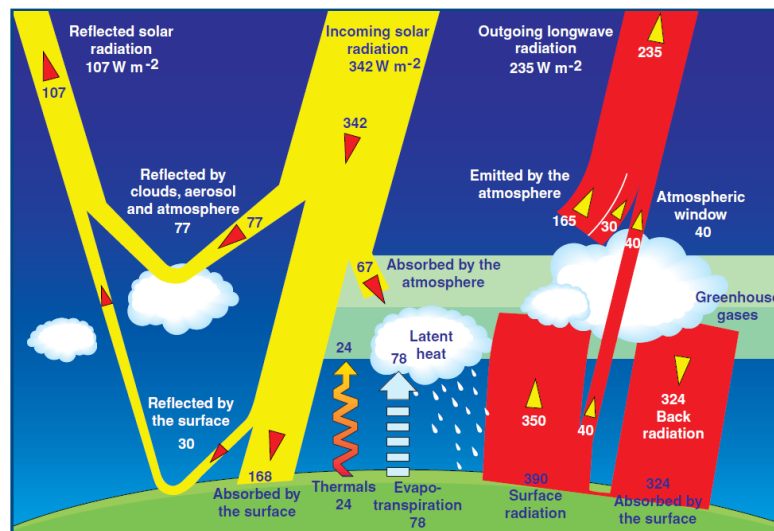 Reflected solar
radiation
107 W m-2
Incoming solar
radiation
342 W m-2
Outgoing longwave
radiation
235 W m-2
235
107
342
Reflected by
clouds, aerosol
and atmosphere
77
77
Emitted by the
atmosphere
165
30
Atmospheric
window
40
40
67
Absorbed by the
atmosphere
Greenhouse
gases
Latent
heat
24
78
324
Back
radiation
350
40
Reflected by
the surface
30
168
Absorbed by
the surface
Thermals
24
Evapo-
transpiration
78
390
Surface
radiation
324
Absorbed by
the surface